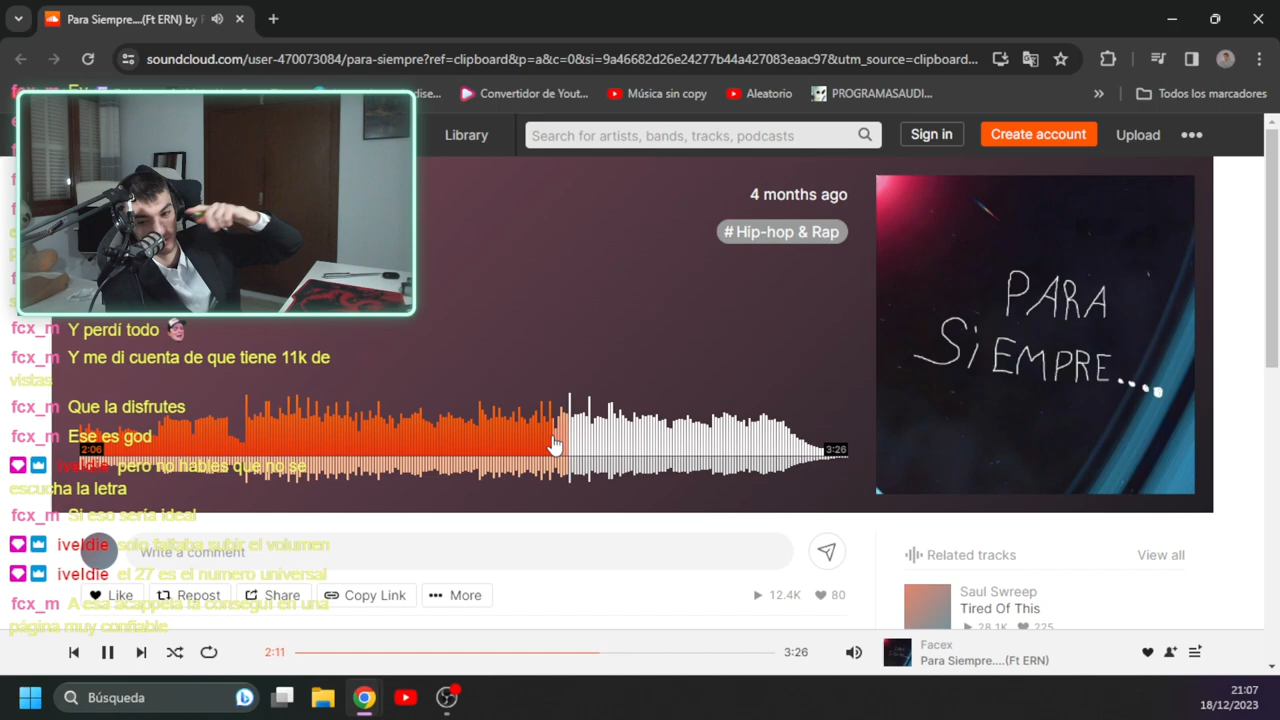 Para Siempre....(Ft ERN) by F
soundcloud.com/user-470073084/para-siempre?ref=clipboard&p=a&c=0&si=9a46682d26e24277b44a427083eaac97&utm_source=clipboard...
Convertidor de Yout...
Música sin copy
Aleatorio
PROGRAMASAUDI...
»
Todos los marcadores
Library
Search for artists, bands, tracks, podcasts
Sign in
Create account
Upload
4 months ago
# Hip-hop & Rap
PARA
SiEMPRE....
fcx_m Y perdí todo
fcx_m Y me di cuenta de que tiene 11k de
vistas
fcx_m Que la disfrutes
fcx_m Ese es god
2:06
3:26
iveldie pero no hables que no se
escucha la letra
fcx_m Si eso sería ideal
iveldie solo faltaba subir el volumen
Write a comment
iveldie el 27 es el numero universal
Like
Repost
Share
Copy Link
More
12.4K
80
fcx_m A esa acappela la conseguí en una
página muy confiable
Related tracks
View all
Saul Swerep
Tired Of This
28.1K
225
2:11
3:26
Facex
Para Siempre....(Ft ERN)
Búsqueda
21:07
18/12/2023